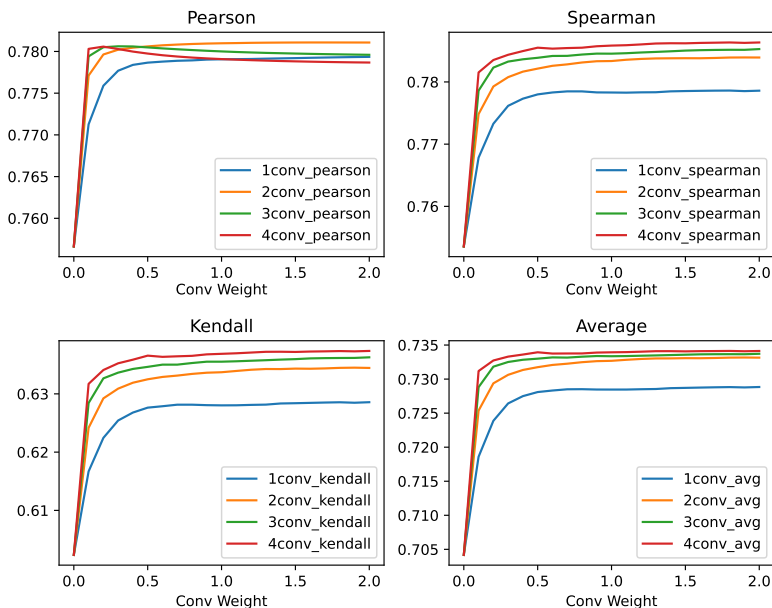 Pearson
0.780
0.775
0.770
0.765
0.760
1conv_pearson
2conv_pearson
3conv_pearson
4conv_pearson
0.0 0.5 1.0 1.5 2.0
Conv Weight
Spearman
0.78
0.77
0.76
1conv_spearman
2conv_spearman
3conv_spearman
4conv_spearman
0.0 0.5 1.0 1.5 2.0
Conv Weight
Kendall
0.63
0.62
0.61
1conv_kendall
2conv_kendall
3conv_kendall
4conv_kendall
0.0 0.5 1.0 1.5 2.0
Conv Weight
Average
0.735
0.730
0.725
0.720
0.715
0.710
0.705
1conv_avg
2conv_avg
3conv_avg
4conv_avg
0.0 0.5 1.0 1.5 2.0
Conv Weight